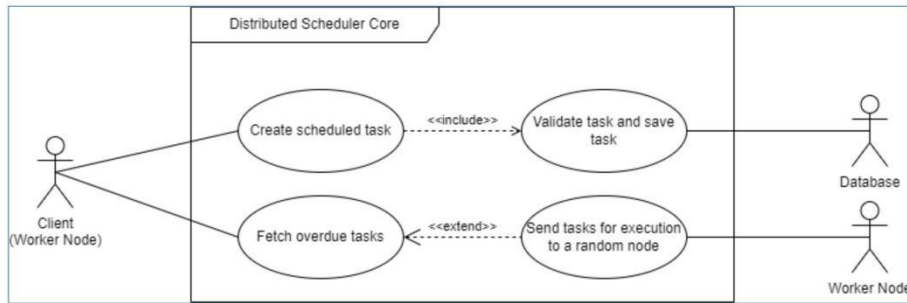 Distributed Scheduler Core
Create scheduled task
<<include>>
Validate task and save
task
Database
Client
(Worker Node)
Fetch overdue tasks
<<extend>>
Send tasks for execution
to a random node
Worker Node